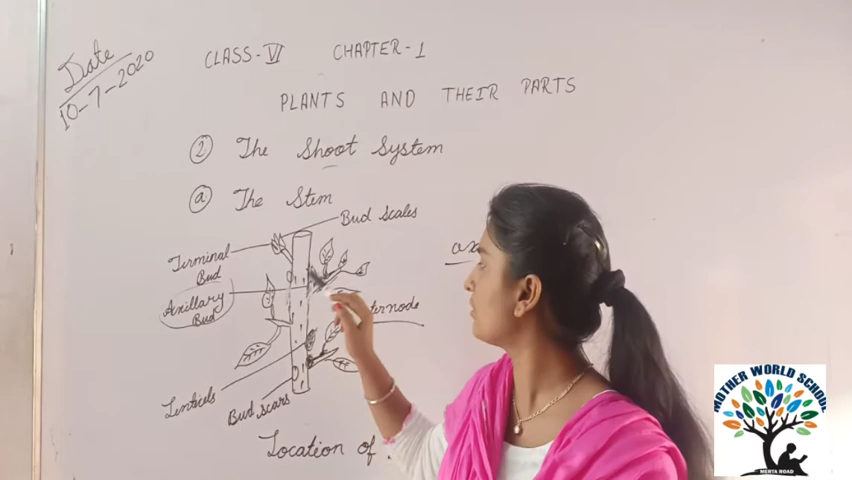 Date
10-7-2020
CLASS-VI CHAPTER-1
PLANTS AND THEIR PARTS
② The Shoot System
ⓐ The Stem
Bud Scales
Terminal
Bud
Axillary
Bud
Lenticels
Bud Scars
Location of
MOTHER WORLD SCHOOL
MERTA ROAD